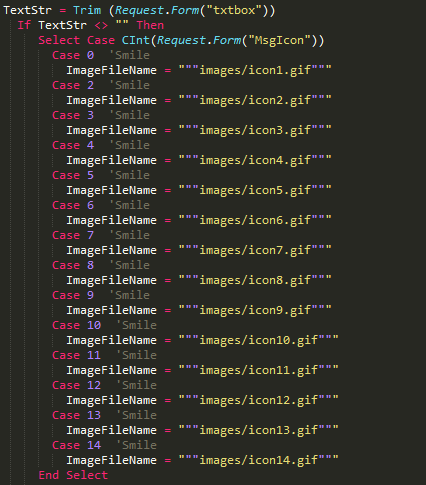 TextStr = Trim (Request.Form("txtbox"))
If TextStr <> "" Then
Select Case CInt(Request.Form("MsgIcon"))
Case 0 'Smile
ImageFileName = """images/icon1.gif"""
Case 2 'Smile
ImageFileName = """images/icon2.gif"""
Case 3 'Smile
ImageFileName = """images/icon3.gif"""
Case 4 'Smile
ImageFileName = """images/icon4.gif"""
Case 5 'Smile
ImageFileName = """images/icon5.gif"""
Case 6 'Smile
ImageFileName = """images/icon6.gif"""
Case 7 'Smile
ImageFileName = """images/icon7.gif"""
Case 8 'Smile
ImageFileName = """images/icon8.gif"""
Case 9 'Smile
ImageFileName = """images/icon9.gif"""
Case 10 'Smile
ImageFileName = """images/icon10.gif"""
Case 11 'Smile
ImageFileName = """images/icon11.gif"""
Case 12 'Smile
ImageFileName = """images/icon12.gif"""
Case 13 'Smile
ImageFileName = """images/icon13.gif"""
Case 14 'Smile
ImageFileName = """images/icon14.gif"""
End Select